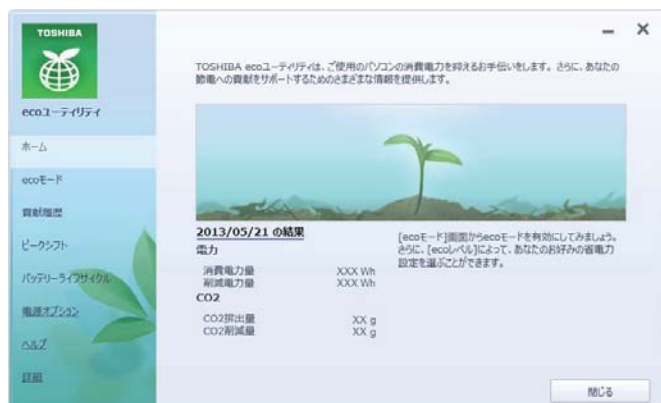 TOSHIBA
ecoユーティリティ
ホーム
ecoモード
貢献履歴
ピークシフト
バッテリーライフサイクル
電源オプション
ヘルプ
詳細
TOSHIBA ecoユーティリティは、ご使用のパソコンの消費電力を抑えるお手伝いをします。さらに、あなたの
節電への貢献をサポートするためのさまざまな情報を提供します。
2013/05/21 の結果
電力
消費電力量 XXX Wh
削減電力量 XXX Wh
CO2
CO2排出量 XX g
CO2削減量 XX g
[ecoモード]画面からecoモードを有効にしてみましょう。
さらに、[ecoレベル]によって、あなたのお好みの省電力
設定を選ぶことができます。
閉じる